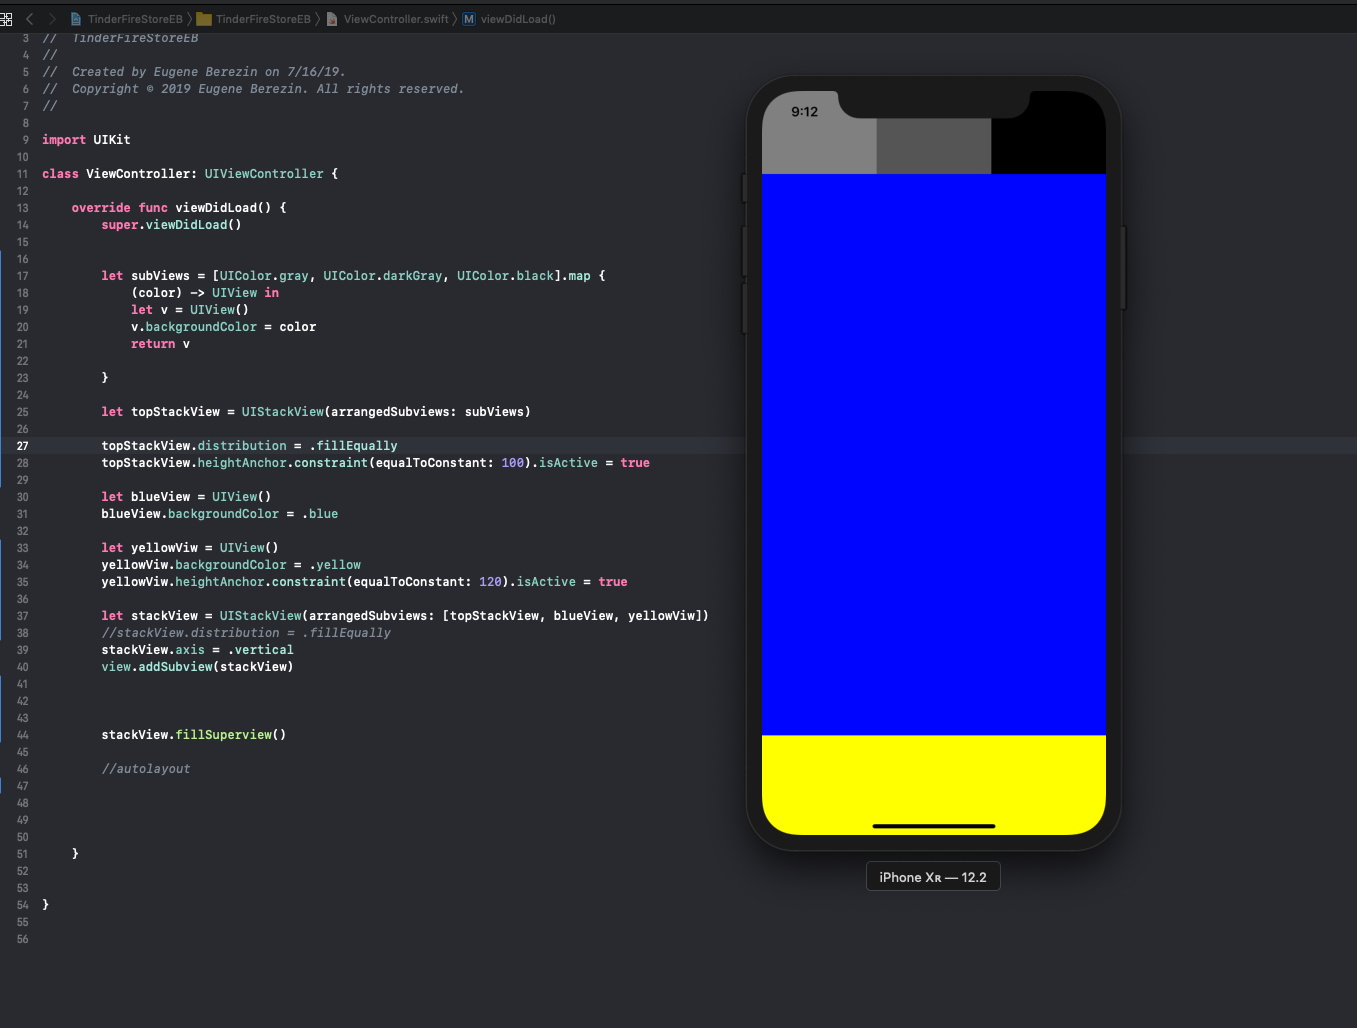 TinderFireStoreEB 〉 TinderFireStoreEB 〉 ViewController.swift 〉 M viewDidLoad()
3 //  TinderFireStoreEB
4 //
5 //  Created by Eugene Berezin on 7/16/19.
6 //  Copyright © 2019 Eugene Berezin. All rights reserved.
7 //
8
9 import UIKit
10
11 class ViewController: UIViewController {
12
13     override func viewDidLoad() {
14         super.viewDidLoad()
15
16
17         let subViews = [UIColor.gray, UIColor.darkGray, UIColor.black].map {
18             (color) -> UIView in
19             let v = UIView()
20             v.backgroundColor = color
21             return v
22
23         }
24
25         let topStackView = UIStackView(arrangedSubviews: subViews)
26
27         topStackView.distribution = .fillEqually
28         topStackView.heightAnchor.constraint(equalToConstant: 100).isActive = true
29
30         let blueView = UIView()
31         blueView.backgroundColor = .blue
32
33         let yellowViw = UIView()
34         yellowViw.backgroundColor = .yellow
35         yellowViw.heightAnchor.constraint(equalToConstant: 120).isActive = true
36
37         let stackView = UIStackView(arrangedSubviews: [topStackView, blueView, yellowViw])
38         //stackView.distribution = .fillEqually
39         stackView.axis = .vertical
40         view.addSubview(stackView)
41
42
43
44         stackView.fillSuperview()
45
46         //autolayout
47
48
49
50
51     }
52
53
54 }
55
56
9:12
iPhone Xʀ — 12.2